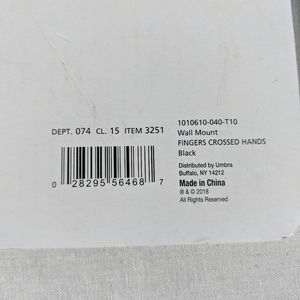 DEPT. 074 CL. 15 ITEM 3251
0 28295 56468 7
1010610-040-T10
Wall Mount
FINGERS CROSSED HANDS
Black
Distributed by Umbra
Buffalo, NY 14212
Made in China
℗ & © 2018
All Rights Reserved